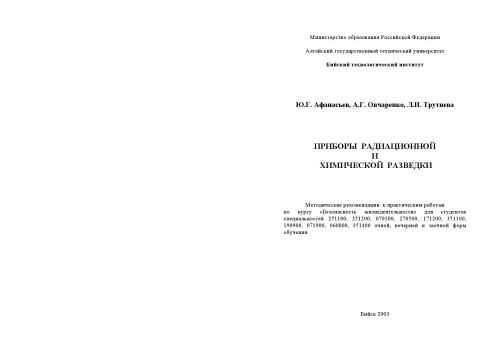 Министерство образования Российской Федерации
Алтайский государственный технический университет
Бийский технологический институт
Ю.Г. Афанасьев, А.Г. Овчаренко, Л.И. Трутнева
ПРИБОРЫ РАДИАЦИОННОЙ
И
ХИМИЧЕСКОЙ РАЗВЕДКИ
Методические рекомендации к практическим работам
по курсу «Безопасность жизнедеятельности» для студентов
специальностей 251100, 251200, 070100, 270500, 171200, 351100,
190900, 071900, 060800, 351400 очной, вечерней и заочной форм
обучения
Бийск 2003